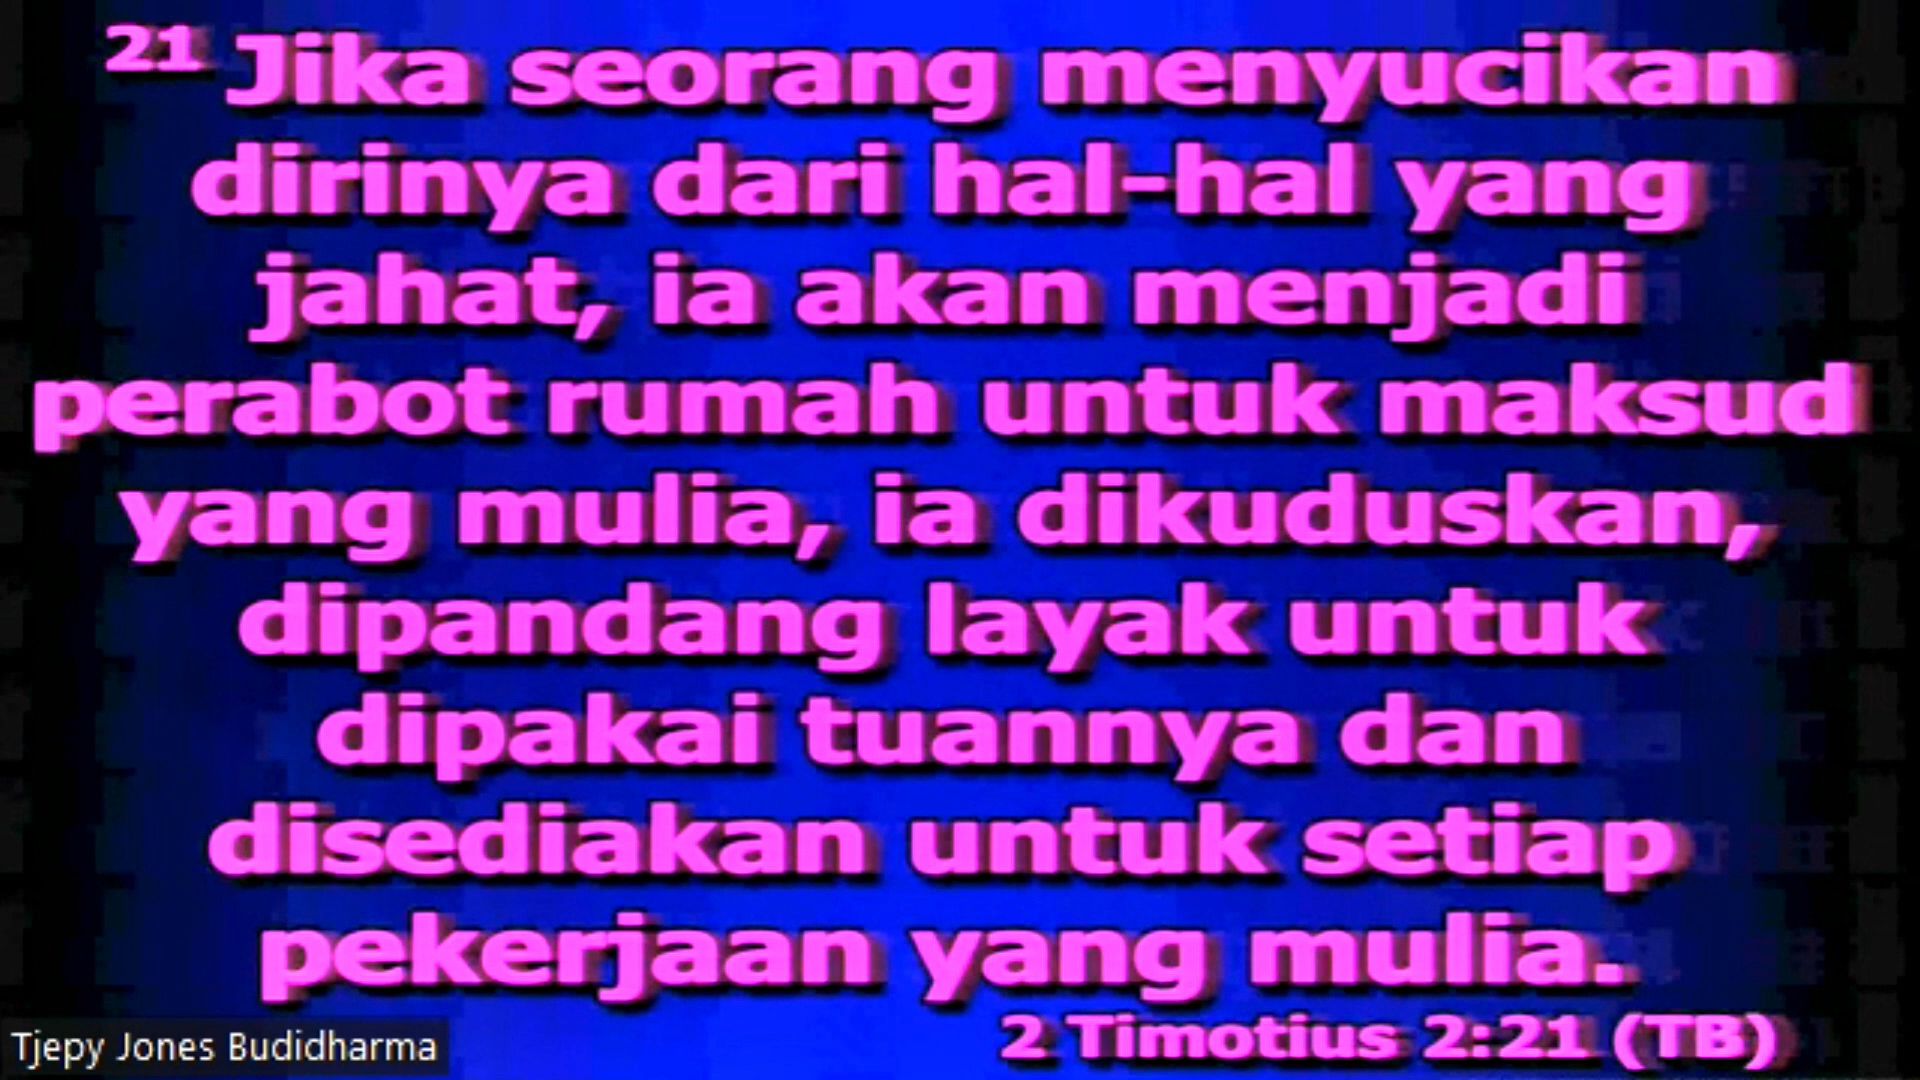 21 Jika seorang menyucikan
dirinya dari hal-hal yang
jahat, ia akan menjadi
perabot rumah untuk maksud
yang mulia, ia dikuduskan,
dipandang layak untuk
dipakai tuannya dan
disediakan untuk setiap
pekerjaan yang mulia.
2 Timotius 2:21 (TB)
Tjepy Jones Budidharma